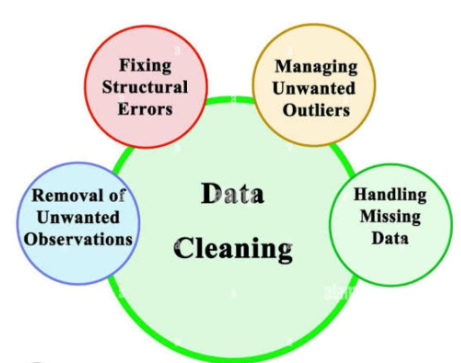 Fixing
Structural
Errors
Managing
Unwanted
Outliers
Removal of
Unwanted
Observations
Data
Cleaning
Handling
Missing
Data